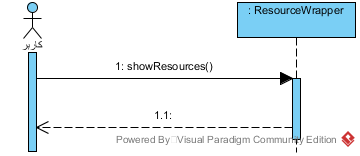 : ResourceWrapper
کاربر
1: showResources()
1.1:
Powered By Visual Paradigm Community Edition